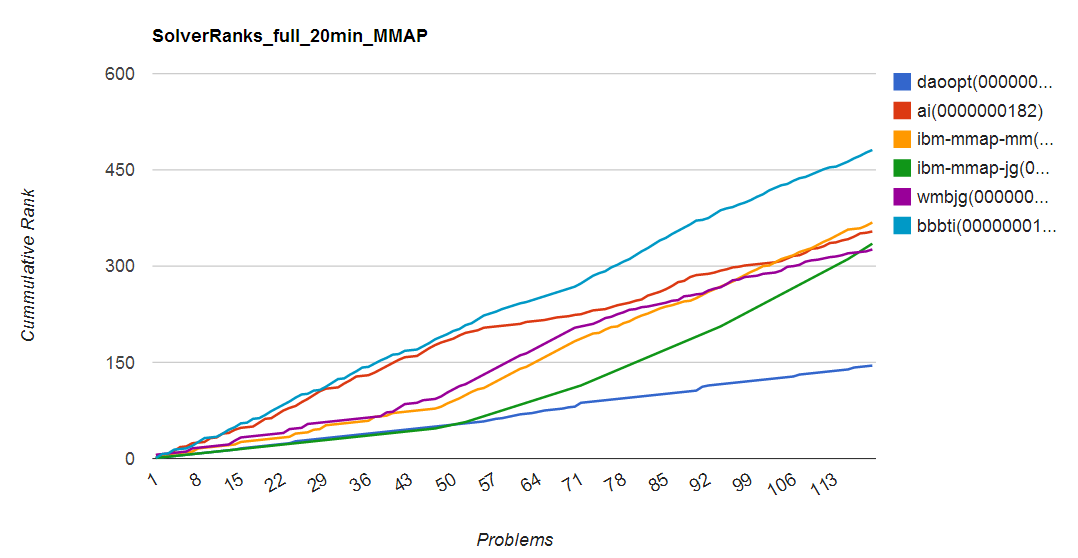 SolverRanks_full_20min_MMAP
600
450
300
150
0
Cummulative Rank
1
8
15
22
29
36
43
50
57
64
71
78
85
92
99
106
113
Problems
daoopt(000000...
ai(0000000182)
ibm-mmap-mm(...
ibm-mmap-jg(0...
wmbjg(000000...
bbbti(00000001...